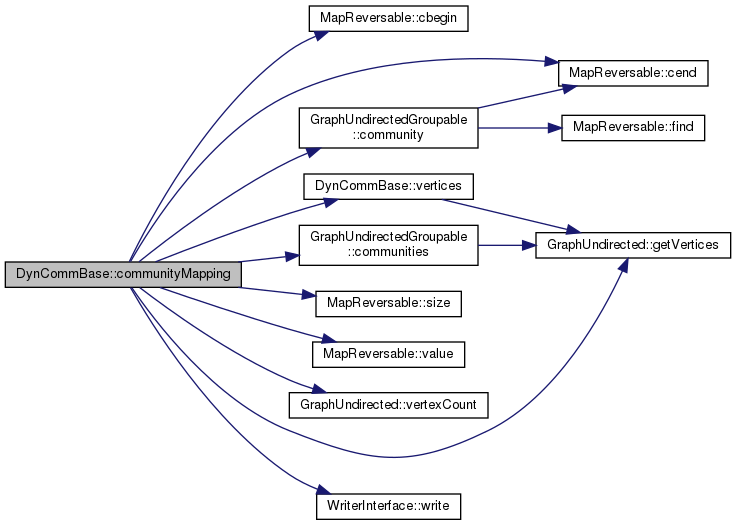 MapReversable::cbegin
MapReversable::cend
GraphUndirectedGroupable
::community
MapReversable::find
DynCommBase::vertices
GraphUndirectedGroupable
::communities
GraphUndirected::getVertices
DynCommBase::communityMapping
MapReversable::size
MapReversable::value
GraphUndirected::vertexCount
WriterInterface::write